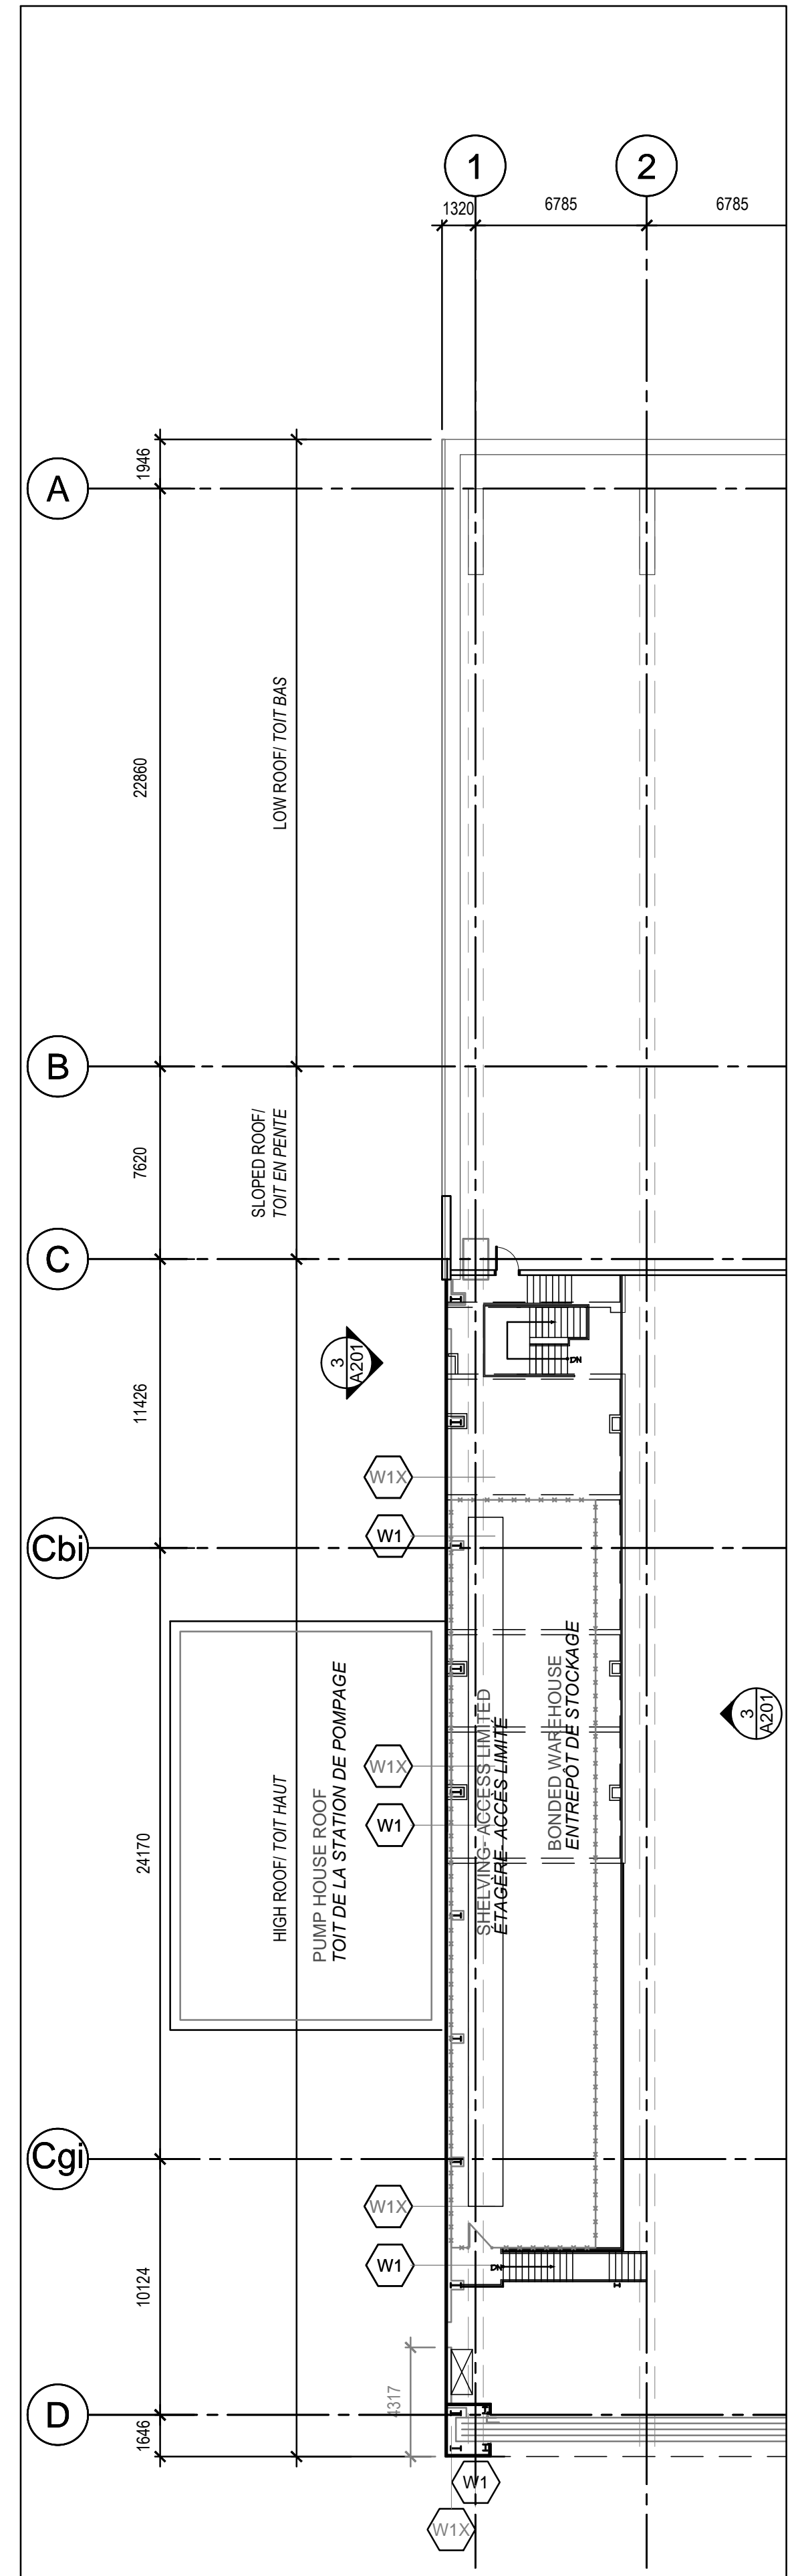 1
2
1320
6785
6785
1946
A
22860
LOW ROOF/ TOIT BAS
B
7620
SLOPED ROOF/
TOIT EN PENTE
C
11426
3
A201
DN
W1X
W1
Cbi
24170
HIGH ROOF/ TOIT HAUT
PUMP HOUSE ROOF
TOIT DE LA STATION DE POMPAGE
W1X
W1
SHELVING- ACCESS LIMITED
ÉTAGÈRE- ACCÈS LIMITÉ
BONDED WAREHOUSE
ENTREPÔT DE STOCKAGE
3
A201
Cgi
W1X
W1
DN
10124
4317
D
1646
W1
W1X